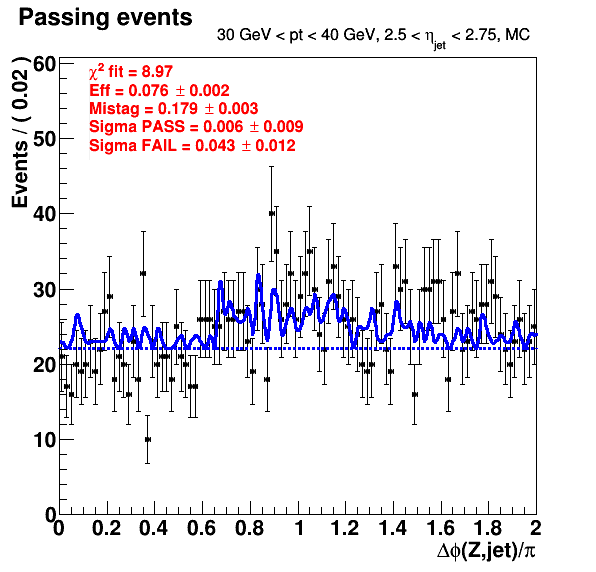 Passing events
30 GeV < pt < 40 GeV, 2.5 < ηjet < 2.75, MC
χ² fit = 8.97
Eff = 0.076 ± 0.002
Mistag = 0.179 ± 0.003
Sigma PASS = 0.006 ± 0.009
Sigma FAIL = 0.043 ± 0.012
Events / ( 0.02 )
60
50
40
30
20
10
0
0 0.2 0.4 0.6 0.8 1 1.2 1.4 1.6 1.8 2
Δϕ(Z,jet)/π